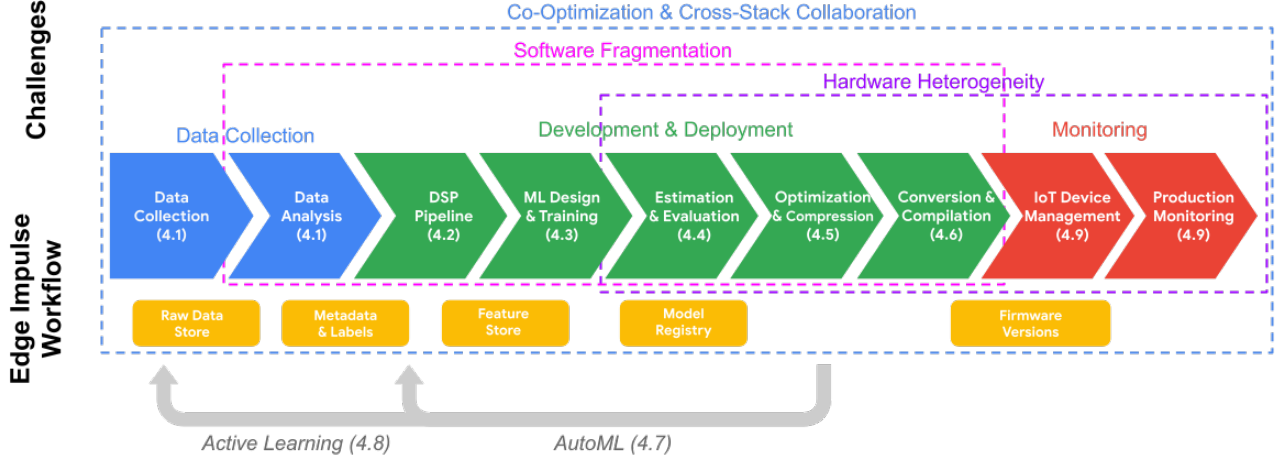 Challenges
Co-Optimization & Cross-Stack Collaboration
Software Fragmentation
Hardware Heterogeneity
Data Collection
Development & Deployment
Monitoring
Edge Impulse
Workflow
Data
Collection
(4.1)
Data
Analysis
(4.1)
DSP
Pipeline
(4.2)
ML Design
& Training
(4.3)
Estimation
& Evaluation
(4.4)
Optimization
& Compression
(4.5)
Conversion &
Compilation
(4.6)
IoT Device
Management
(4.9)
Production
Monitoring
(4.9)
Raw Data
Store
Metadata
& Labels
Feature
Store
Model
Registry
Firmware
Versions
Active Learning (4.8)
AutoML (4.7)